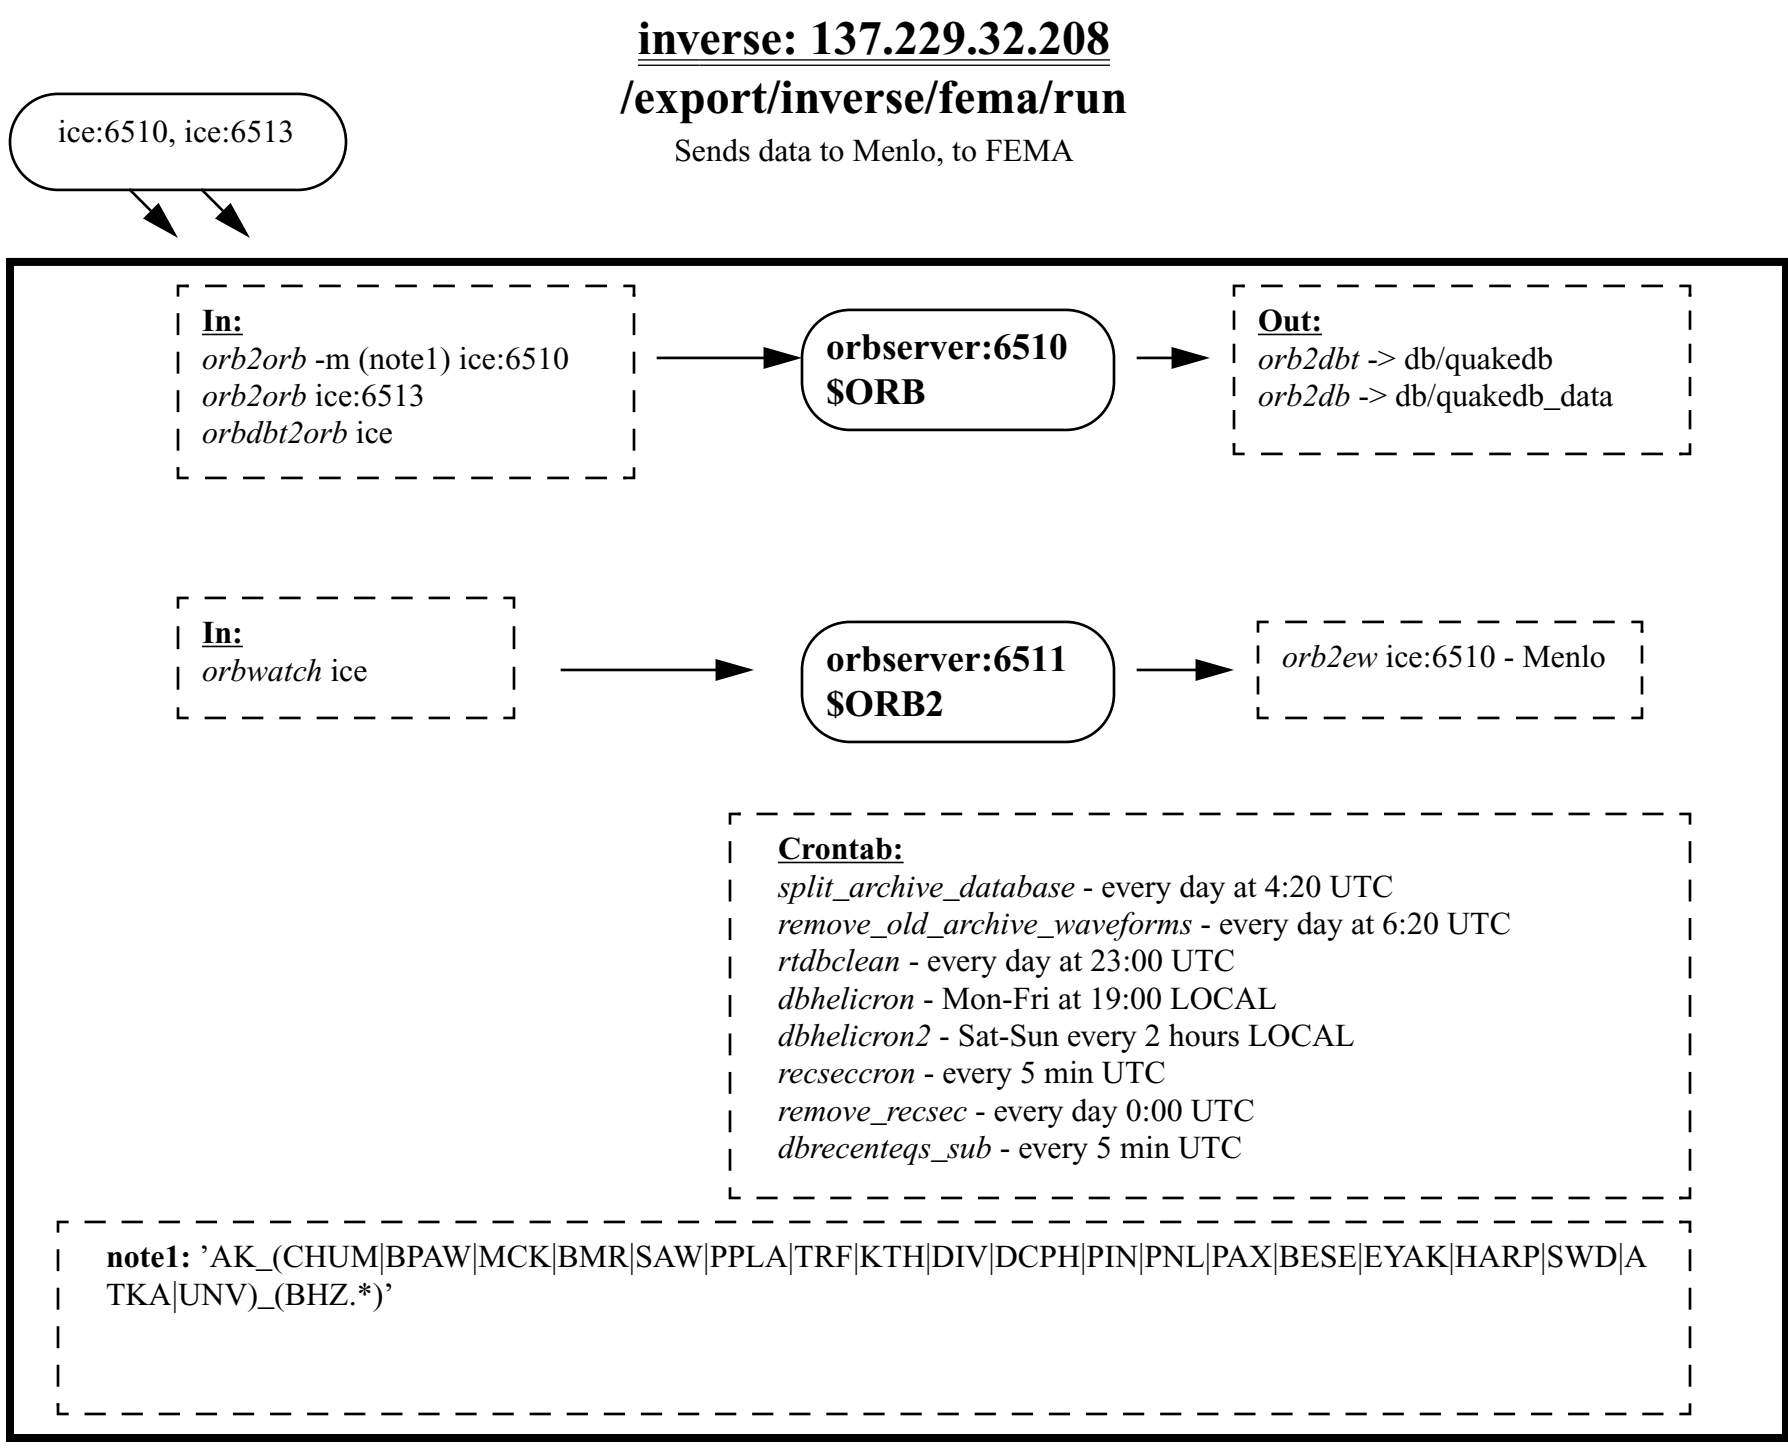 inverse: 137.229.32.208
/export/inverse/fema/run
Sends data to Menlo, to FEMA
ice:6510, ice:6513
In:
orb2orb -m (note1) ice:6510
orb2orb ice:6513
orbdbt2orb ice
orbserver:6510
$ORB
Out:
orb2dbt -> db/quakedb
orb2db -> db/quakedb_data
In:
orbwatch ice
orbserver:6511
$ORB2
orb2ew ice:6510 - Menlo
Crontab:
split_archive_database - every day at 4:20 UTC
remove_old_archive_waveforms - every day at 6:20 UTC
rtdbclean - every day at 23:00 UTC
dbhelicron - Mon-Fri at 19:00 LOCAL
dbhelicron2 - Sat-Sun every 2 hours LOCAL
recseccron - every 5 min UTC
remove_recsec - every day 0:00 UTC
dbrecenteqs_sub - every 5 min UTC
note1: ’AK_(CHUM|BPAW|MCK|BMR|SAW|PPLA|TRF|KTH|DIV|DCPH|PIN|PNL|PAX|BESE|EYAK|HARP|SWD|A
TKA|UNV)_(BHZ.*)’